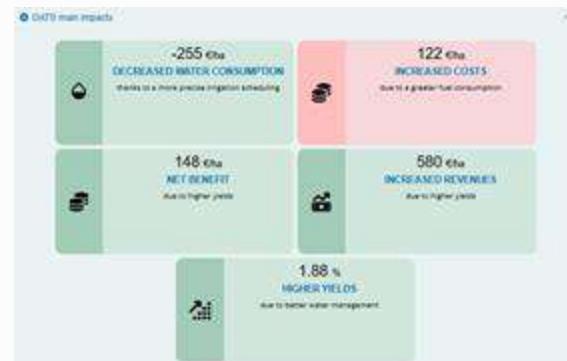 OAT9 main impacts
-255 €/ha
DECREASED WATER CONSUMPTION
thanks to a more precise irrigation scheduling
122 €/ha
INCREASED COSTS
due to a greater fuel consumption
148 €/ha
NET BENEFIT
due to higher yields
580 €/ha
INCREASED REVENUES
due to higher yields
1.88 %
HIGHER YIELDS
due to better water management